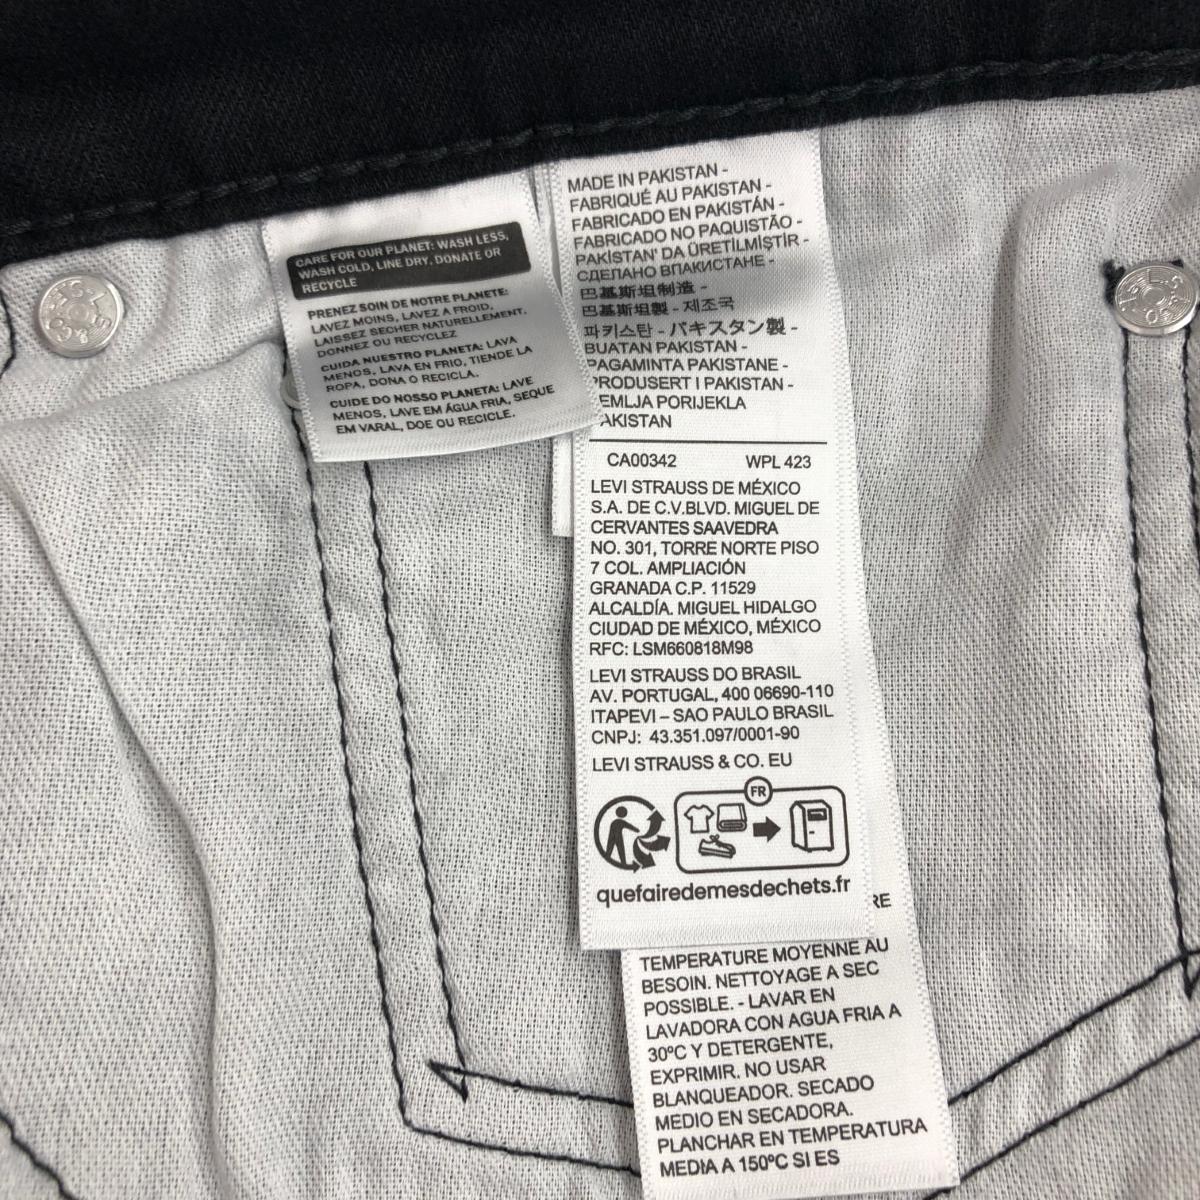 CARE FOR OUR PLANET: WASH LESS,
WASH COLD, LINE DRY, DONATE OR
RECYCLE
PRENEZ SOIN DE NOTRE PLANETE:
LAVEZ MOINS, LAVEZ A FROID,
LAISSEZ SECHER NATURELLEMENT,
DONNEZ OU RECYCLEZ
CUIDA NUESTRO PLANETA: LAVA
MENOS, LAVA EN FRIO, TIENDE LA
ROPA, DONA O RECICLA.
CUIDE DO NOSSO PLANETA: LAVE
MENOS, LAVE EM ÁGUA FRIA, SEQUE
EM VARAL, DOE OU RECICLE.
MADE IN PAKISTAN -
FABRIQUÉ AU PAKISTAN -
FABRICADO EN PAKISTÁN -
FABRICADO NO PAQUISTÃO -
PAKİSTAN' DA ÜRETİLMİŞTİR -
СДЕЛАНО ВПАКИСТАНЕ -
巴基斯坦制造 -
巴基斯坦製 - 제조국
파키스탄 - パキスタン製 -
BUATAN PAKISTAN -
PAGAMINTA PAKISTANE -
PRODUSERT I PAKISTAN -
EMLJA PORIJEKLA
AKISTAN
CA00342 WPL 423
LEVI STRAUSS DE MÉXICO
S.A. DE C.V.BLVD. MIGUEL DE
CERVANTES SAAVEDRA
NO. 301, TORRE NORTE PISO
7 COL. AMPLIACIÓN
GRANADA C.P. 11529
ALCALDÍA. MIGUEL HIDALGO
CIUDAD DE MÉXICO, MÉXICO
RFC: LSM660818M98
LEVI STRAUSS DO BRASIL
AV. PORTUGAL, 400 06690-110
ITAPEVI – SAO PAULO BRASIL
CNPJ: 43.351.097/0001-90
LEVI STRAUSS & CO. EU
FR
quefairedemesdechets.fr
RE
TEMPERATURE MOYENNE AU
BESOIN. NETTOYAGE A SEC
POSSIBLE. - LAVAR EN
LAVADORA CON AGUA FRIA A
30ºC Y DETERGENTE,
EXPRIMIR. NO USAR
BLANQUEADOR. SECADO
MEDIO EN SECADORA.
PLANCHAR EN TEMPERATURA
MEDIA A 150ºC SI ES